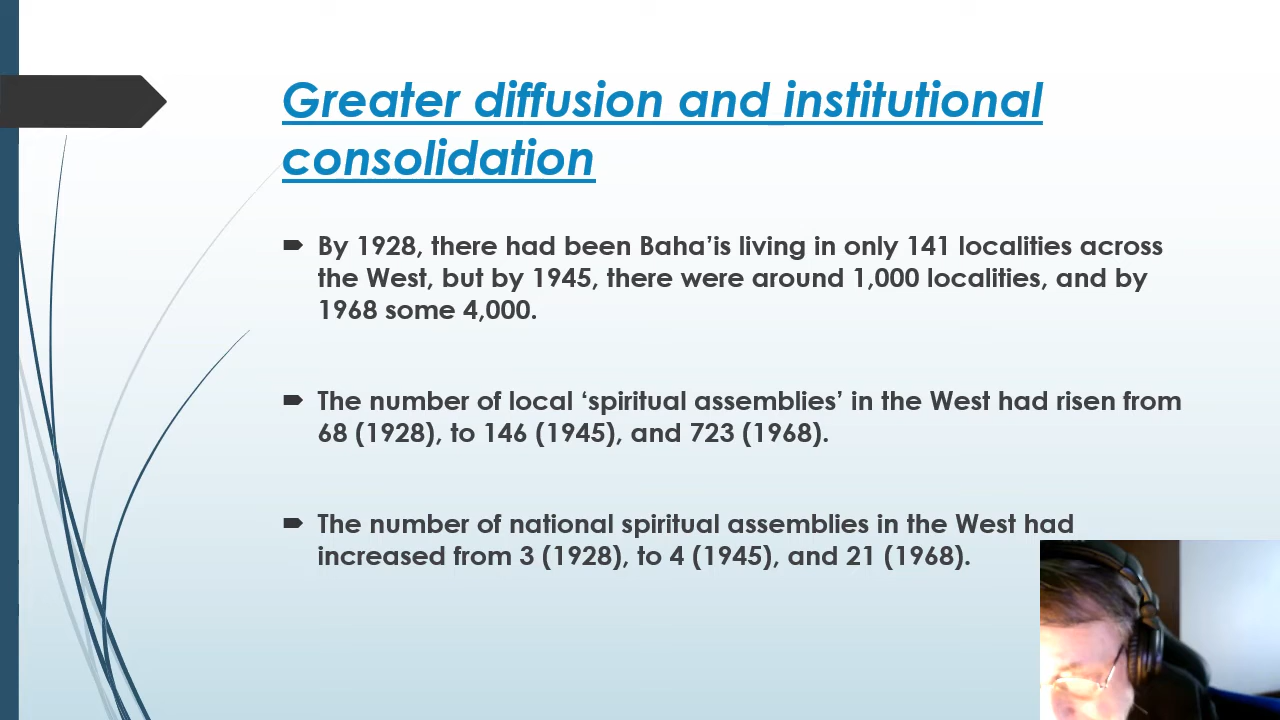 Greater diffusion and institutional
consolidation
By 1928, there had been Baha’is living in only 141 localities across
the West, but by 1945, there were around 1,000 localities, and by
1968 some 4,000.
The number of local ‘spiritual assemblies’ in the West had risen from
68 (1928), to 146 (1945), and 723 (1968).
The number of national spiritual assemblies in the West had
increased from 3 (1928), to 4 (1945), and 21 (1968).